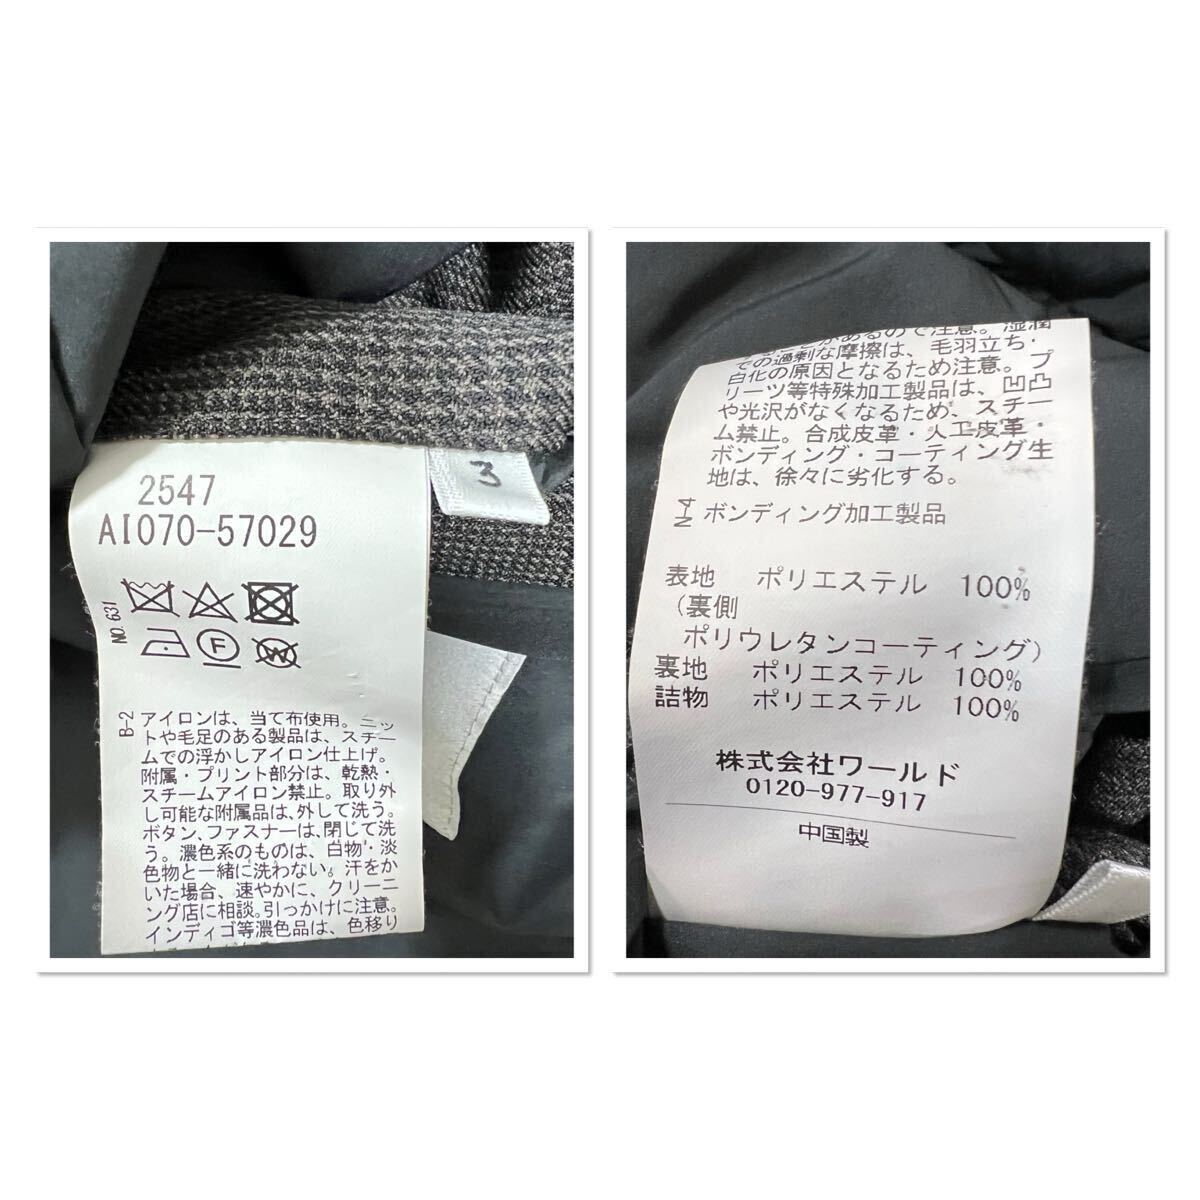 2547
AI070-57029
3
NO.631
F
W
B-2
アイロンは、当て布使用。ニッ
トや毛足のある製品は、スチー
ムでの浮かしアイロン仕上げ。
附属・プリント部分は、乾熱・
スチームアイロン禁止。取り外
し可能な附属品は、外して洗う。
ボタン、ファスナーは、閉じて洗
う。濃色系のものは、白物・淡
色物と一緒に洗わない。汗をか
いた場合、速やかに、クリーニ
ング店に相談。引っかけに注意。
インディゴ等濃色品は、色移り
があるので注意。湿潤
での過剰な摩擦は、毛羽立ち・
白化の原因となるため注意。プ
リーツ等特殊加工製品は、凹凸
や光沢がなくなるため、スチー
ム禁止。合成皮革・人工皮革・
ボンディング・コーティング生
地は、徐々に劣化する。
N4
ボンディング加工製品
表地 ポリエステル 100%
(裏側
ポリウレタンコーティング)
裏地 ポリエステル 100%
詰物 ポリエステル 100%
株式会社ワールド
0120-977-917
中国製